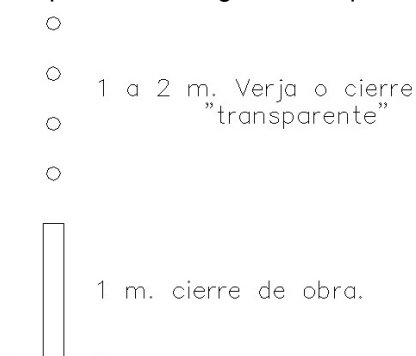 1 a 2 m. Verja o cierre
"transparente"
1 m. cierre de obra.